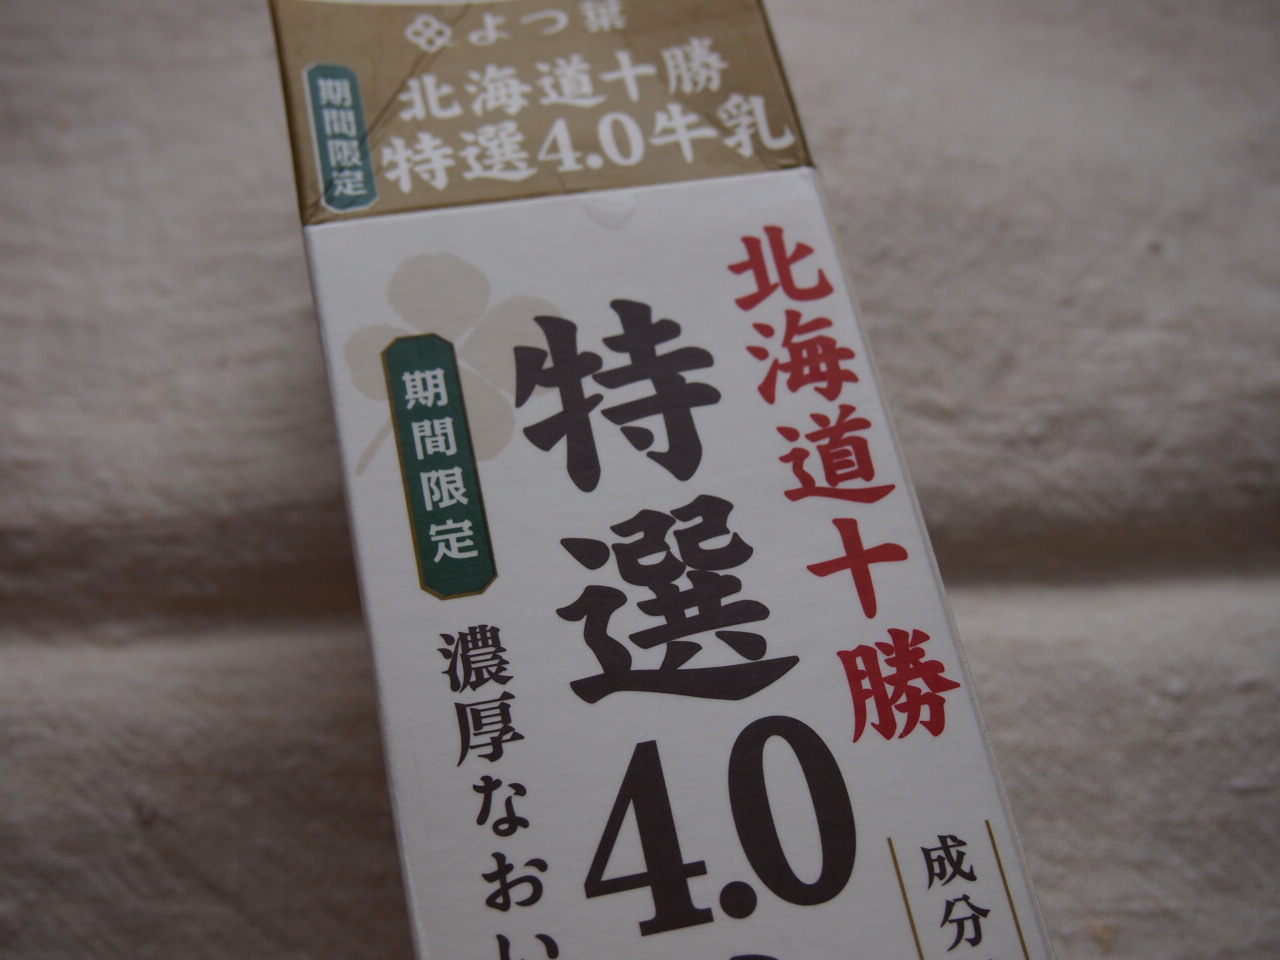 よつ葉
北海道十勝
特選4.0牛乳
期間限定
北海道十勝
特選4.0
期間限定
濃厚なおい
成分